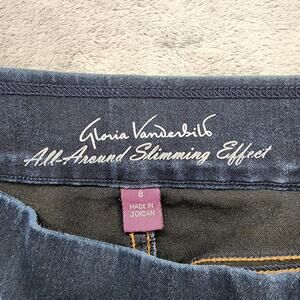 Gloria Vanderbilt
All-Around Slimming Effect
8
MADE IN
JORDAN